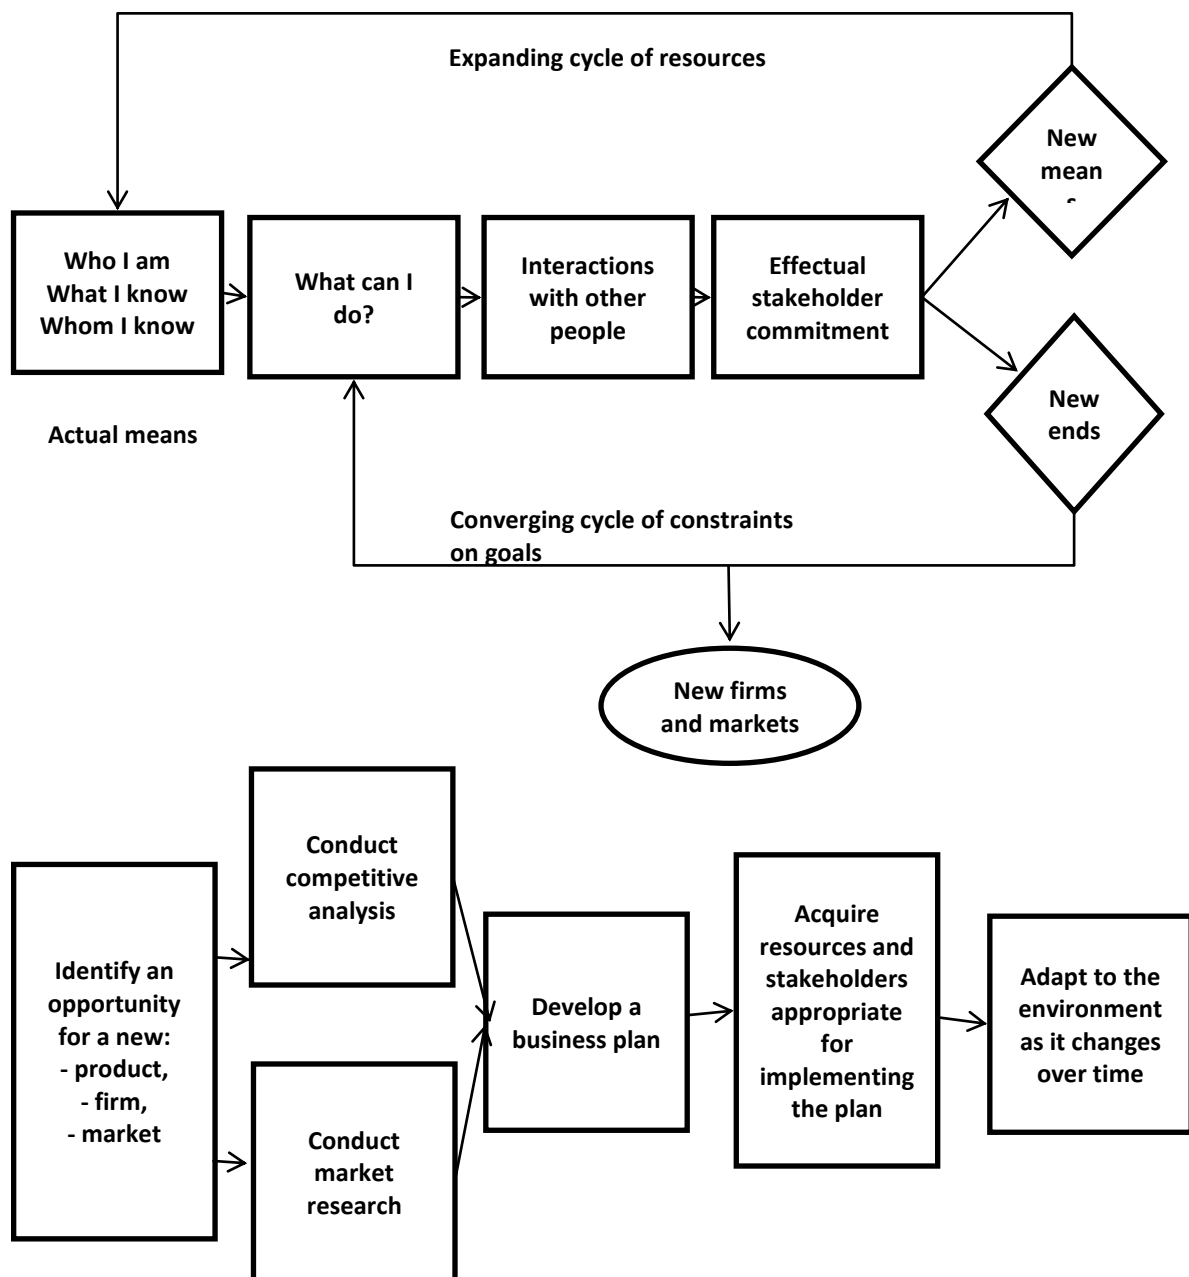 Expanding cycle of resources
New
mean
Who I am
What I know
Whom I know
What can I
do?
Interactions
with other
people
Effectual
stakeholder
commitment
New
ends
Actual means
Converging cycle of constraints
on goals
New firms
and markets
Identify an
opportunity
for a new:
- product,
- firm,
- market
Conduct
competitive
analysis
Conduct
market
research
Develop a
business plan
Acquire
resources and
stakeholders
appropriate
for
implementing
the plan
Adapt to the
environment
as it changes
over time